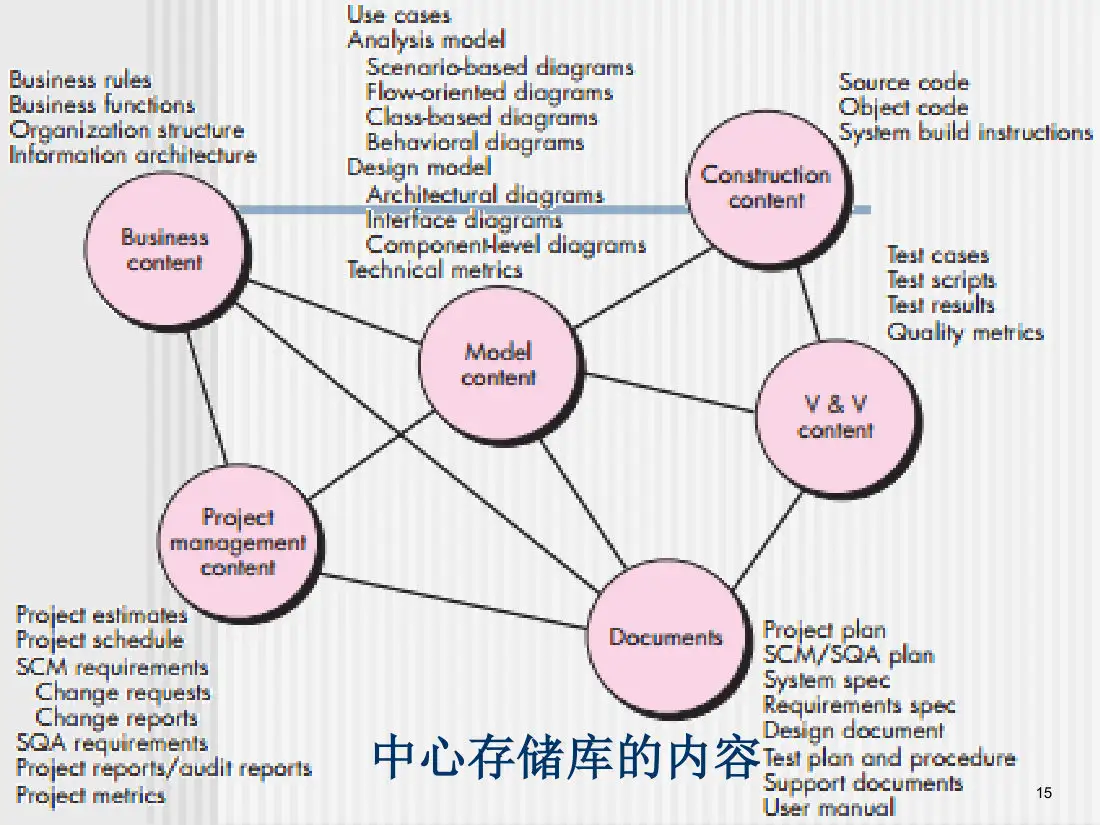 Use cases
Analysis model
Scenario-based diagrams
Flow-oriented diagrams
Class-based diagrams
Behavioral diagrams
Design model
Architectural diagrams
Interface diagrams
Component-level diagrams
Technical metrics
Business rules
Business functions
Organization structure
Information architecture
Source code
Object code
System build instructions
Construction
content
Business
content
Test cases
Test scripts
Test results
Quality metrics
Model
content
V & V
content
Project
management
content
Documents
Project estimates
Project schedule
SCM requirements
Change requests
Change reports
SQA requirements
Project reports/audit reports
Project metrics
Project plan
SCM/SQA plan
System spec
Requirements spec
Design document
Test plan and procedure
Support documents
User manual
中心存储库的内容
15